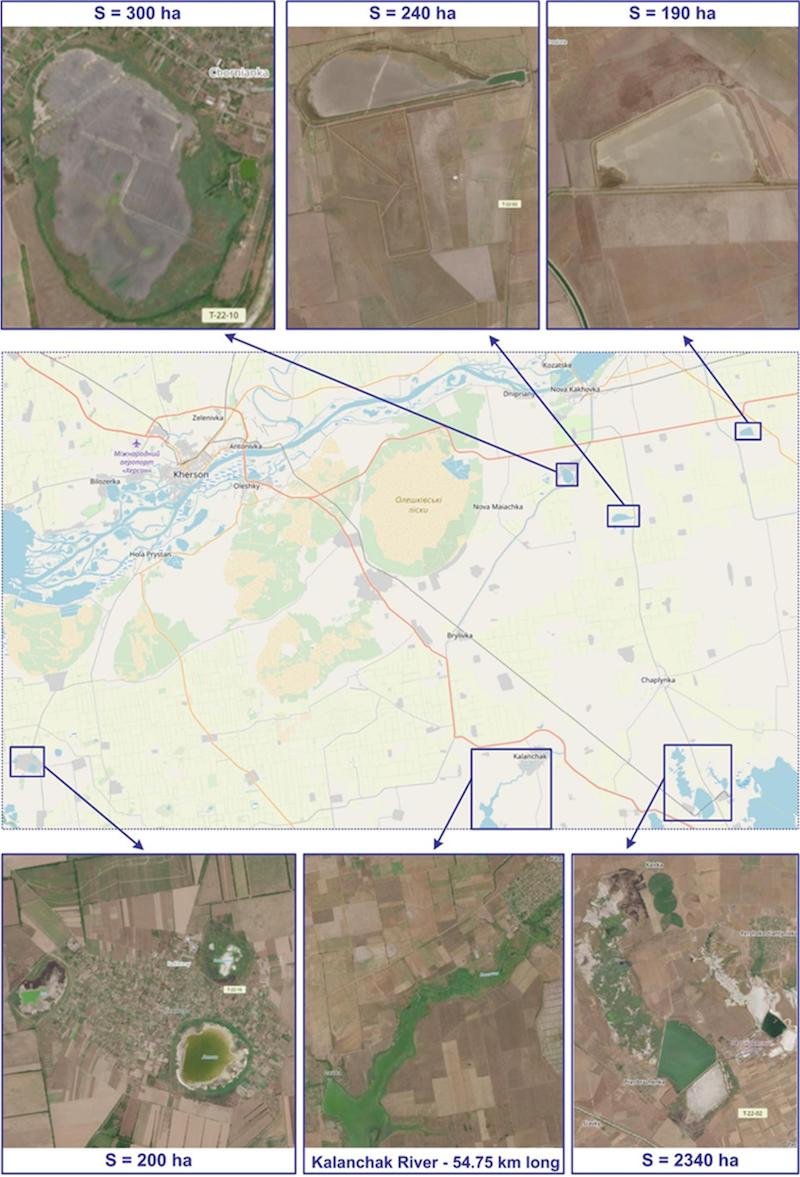 S = 300 ha
S = 240 ha
S = 190 ha
Chornianka
T-22-10
Kozatske
Dnipriany
Nova Kakhovka
Zelenivka
Міжнародний
аеропорт
«Херсон»
Antonivka
Kherson
Bilozerka
Oleshky
Олешківські
піски
Nova Maiachka
Hola Prystan
Brylivka
Chaplynka
Kalanchak
T-22-02
S = 200 ha
Kalanchak River - 54.75 km long
S = 2340 ha